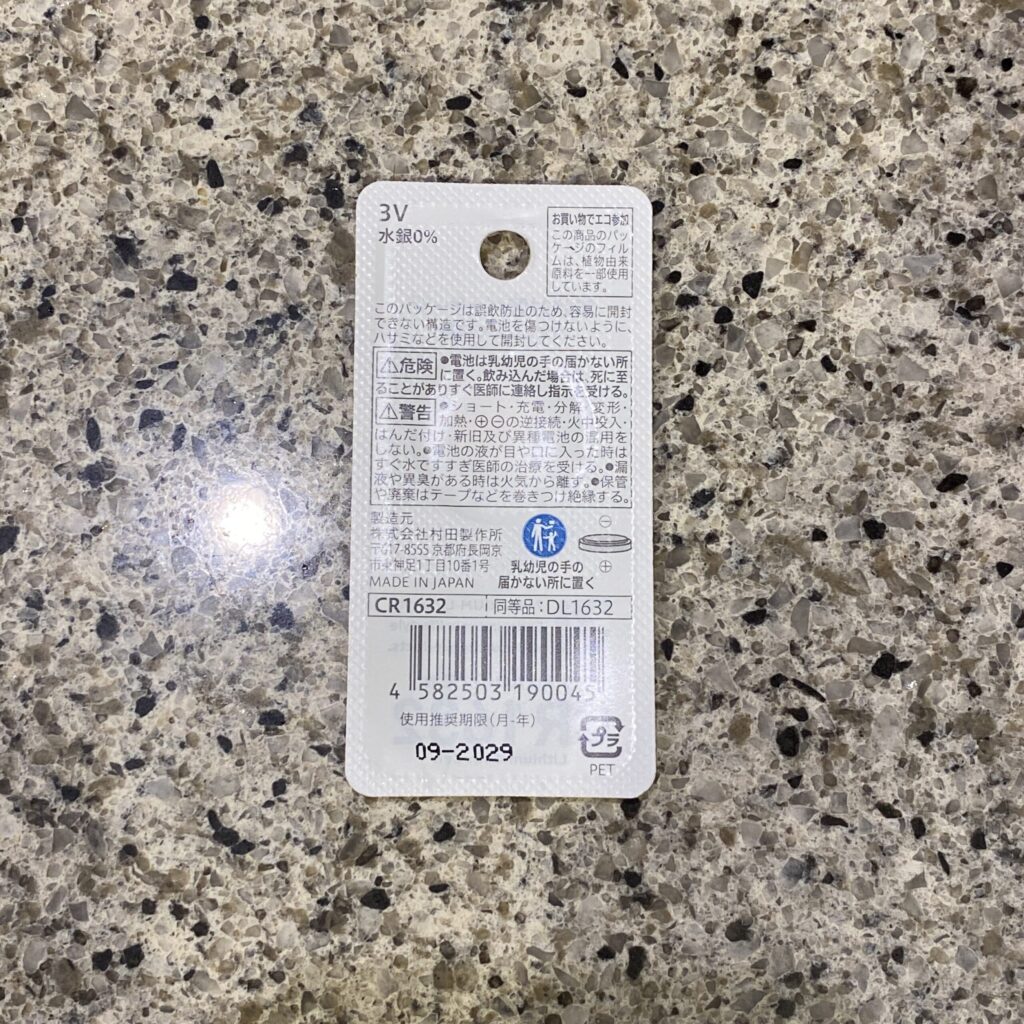 3V
水銀0%
お買い物でエコ参加
この商品のパッ
ケージのフィル
ムは、植物由来
原料を一部使用
しています。
このパッケージは誤飲防止のため、容易に開封
できない構造です。電池を傷つけないように、
ハサミなどを使用して開封してください。
⚠危険 ●電池は乳幼児の手の届かない所
に置く。飲み込んだ場合は、死に至
ることがありすぐ医師に連絡し指示を受ける。
⚠警告 ●ショート・充電・分解・変形・
加熱・⊕⊖の逆接続・火中投入・
はんだ付け・新旧及び異種電池の混用を
しない。●電池の液が目や口に入った時は
すぐ水ですすぎ医師の治療を受ける。●漏
液や異臭がある時は火気から離す。●保管
や廃棄はテープなどを巻きつけ絶縁する。
製造元
株式会社村田製作所
〒617-8555 京都府長岡京
市東神足1丁目10番1号
MADE IN JAPAN
乳幼児の手の
届かない所に置く
⊖
⊕
CR1632 同等品:DL1632
4 582503 190045
使用推奨期限(月-年)
09-2029
プラ
PET